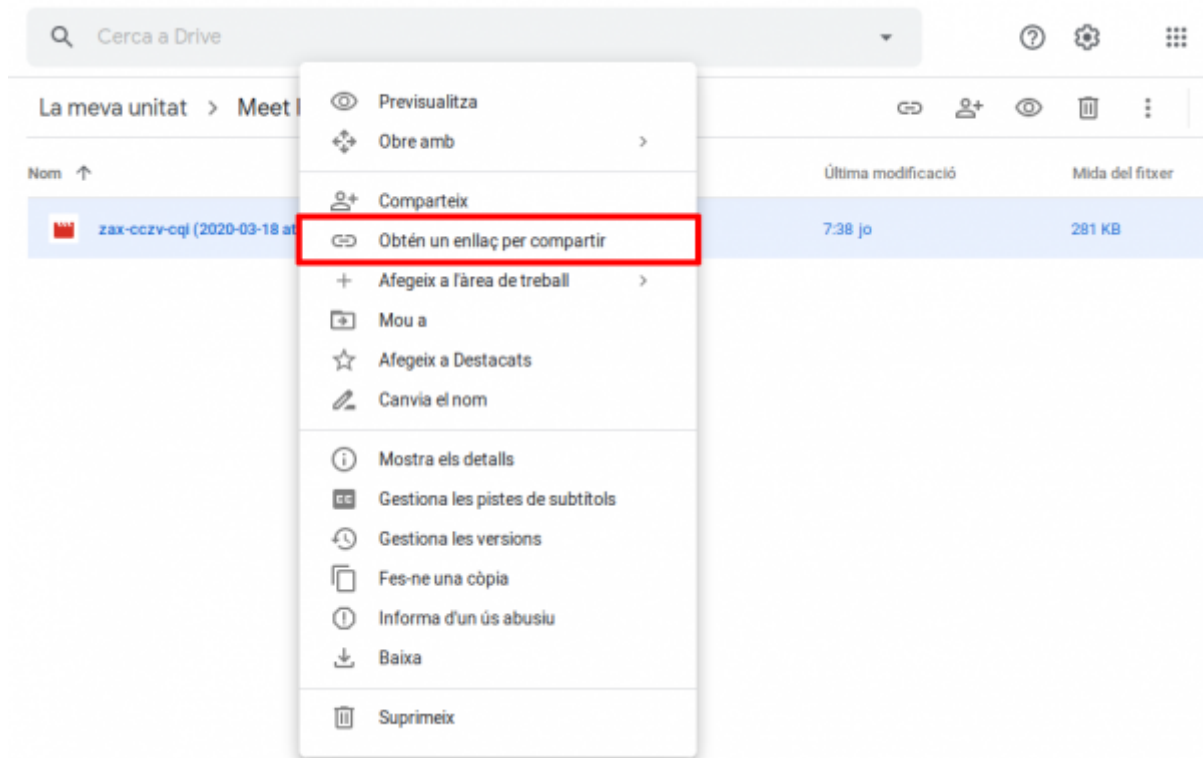 Cerca a Drive
La meva unitat > Meet
Nom ↑ Última modificació Mida del fitxer
zax-cczv-cqi (2020-03-18 at 7:38 jo 281 KB
Previsualitza
Obre amb
Comparteix
Obtén un enllaç per compartir
Afegeix a l'àrea de treball
Mou a
Afegeix a Destacats
Canvia el nom
Mostra els detalls
Gestiona les pistes de subtítols
Gestiona les versions
Fes-ne una còpia
Informa d'un ús abusiu
Baixa
Suprimeix